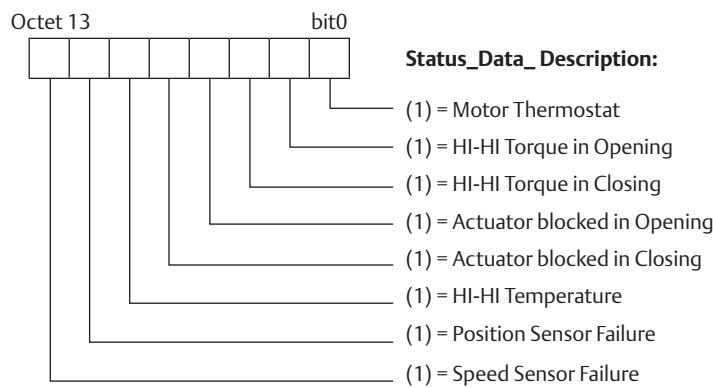 Octet 13 bit0
Status_Data_ Description:
(1) = Motor Thermostat
(1) = HI-HI Torque in Opening
(1) = HI-HI Torque in Closing
(1) = Actuator blocked in Opening
(1) = Actuator blocked in Closing
(1) = HI-HI Temperature
(1) = Position Sensor Failure
(1) = Speed Sensor Failure